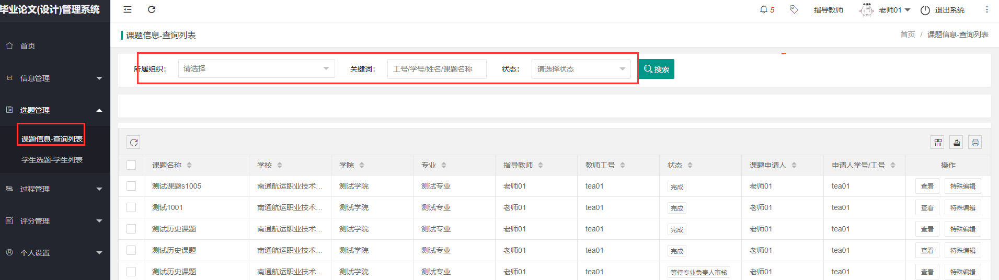 毕业论文(设计)管理系统
5 指导教师 老师01 退出系统
首页
信息管理
选题管理
课题信息-查询列表
学生选题-学生列表
过程管理
评分管理
个人设置
课题信息-查询列表
首页 / 课题信息-查询列表
所属组织: 请选择 关键词: 工号/学号/姓名/课题名称 状态: 请选择状态 搜索
课题名称 学校 学院 专业 指导教师 教师工号 状态 课题申请人 申请人学号/工号 操作
测试课题s1005 南通航运职业技术... 测试学院 测试专业 老师01 tea01 完成 老师01 tea01 查看 特殊编辑
测试1001 南通航运职业技术... 测试学院 测试专业 老师01 tea01 完成 老师01 tea01 查看 特殊编辑
测试历史课题 南通航运职业技术... 测试学院 测试专业 老师01 tea01 完成 老师01 tea01 查看 特殊编辑
测试历史课题 南通航运职业技术... 测试学院 测试专业 老师01 tea01 完成 老师01 tea01 查看 特殊编辑
测试历史课题 南通航运职业技术... 测试学院 测试专业 老师01 tea01 等待专业负责人审核 老师01 tea01 查看 特殊编辑